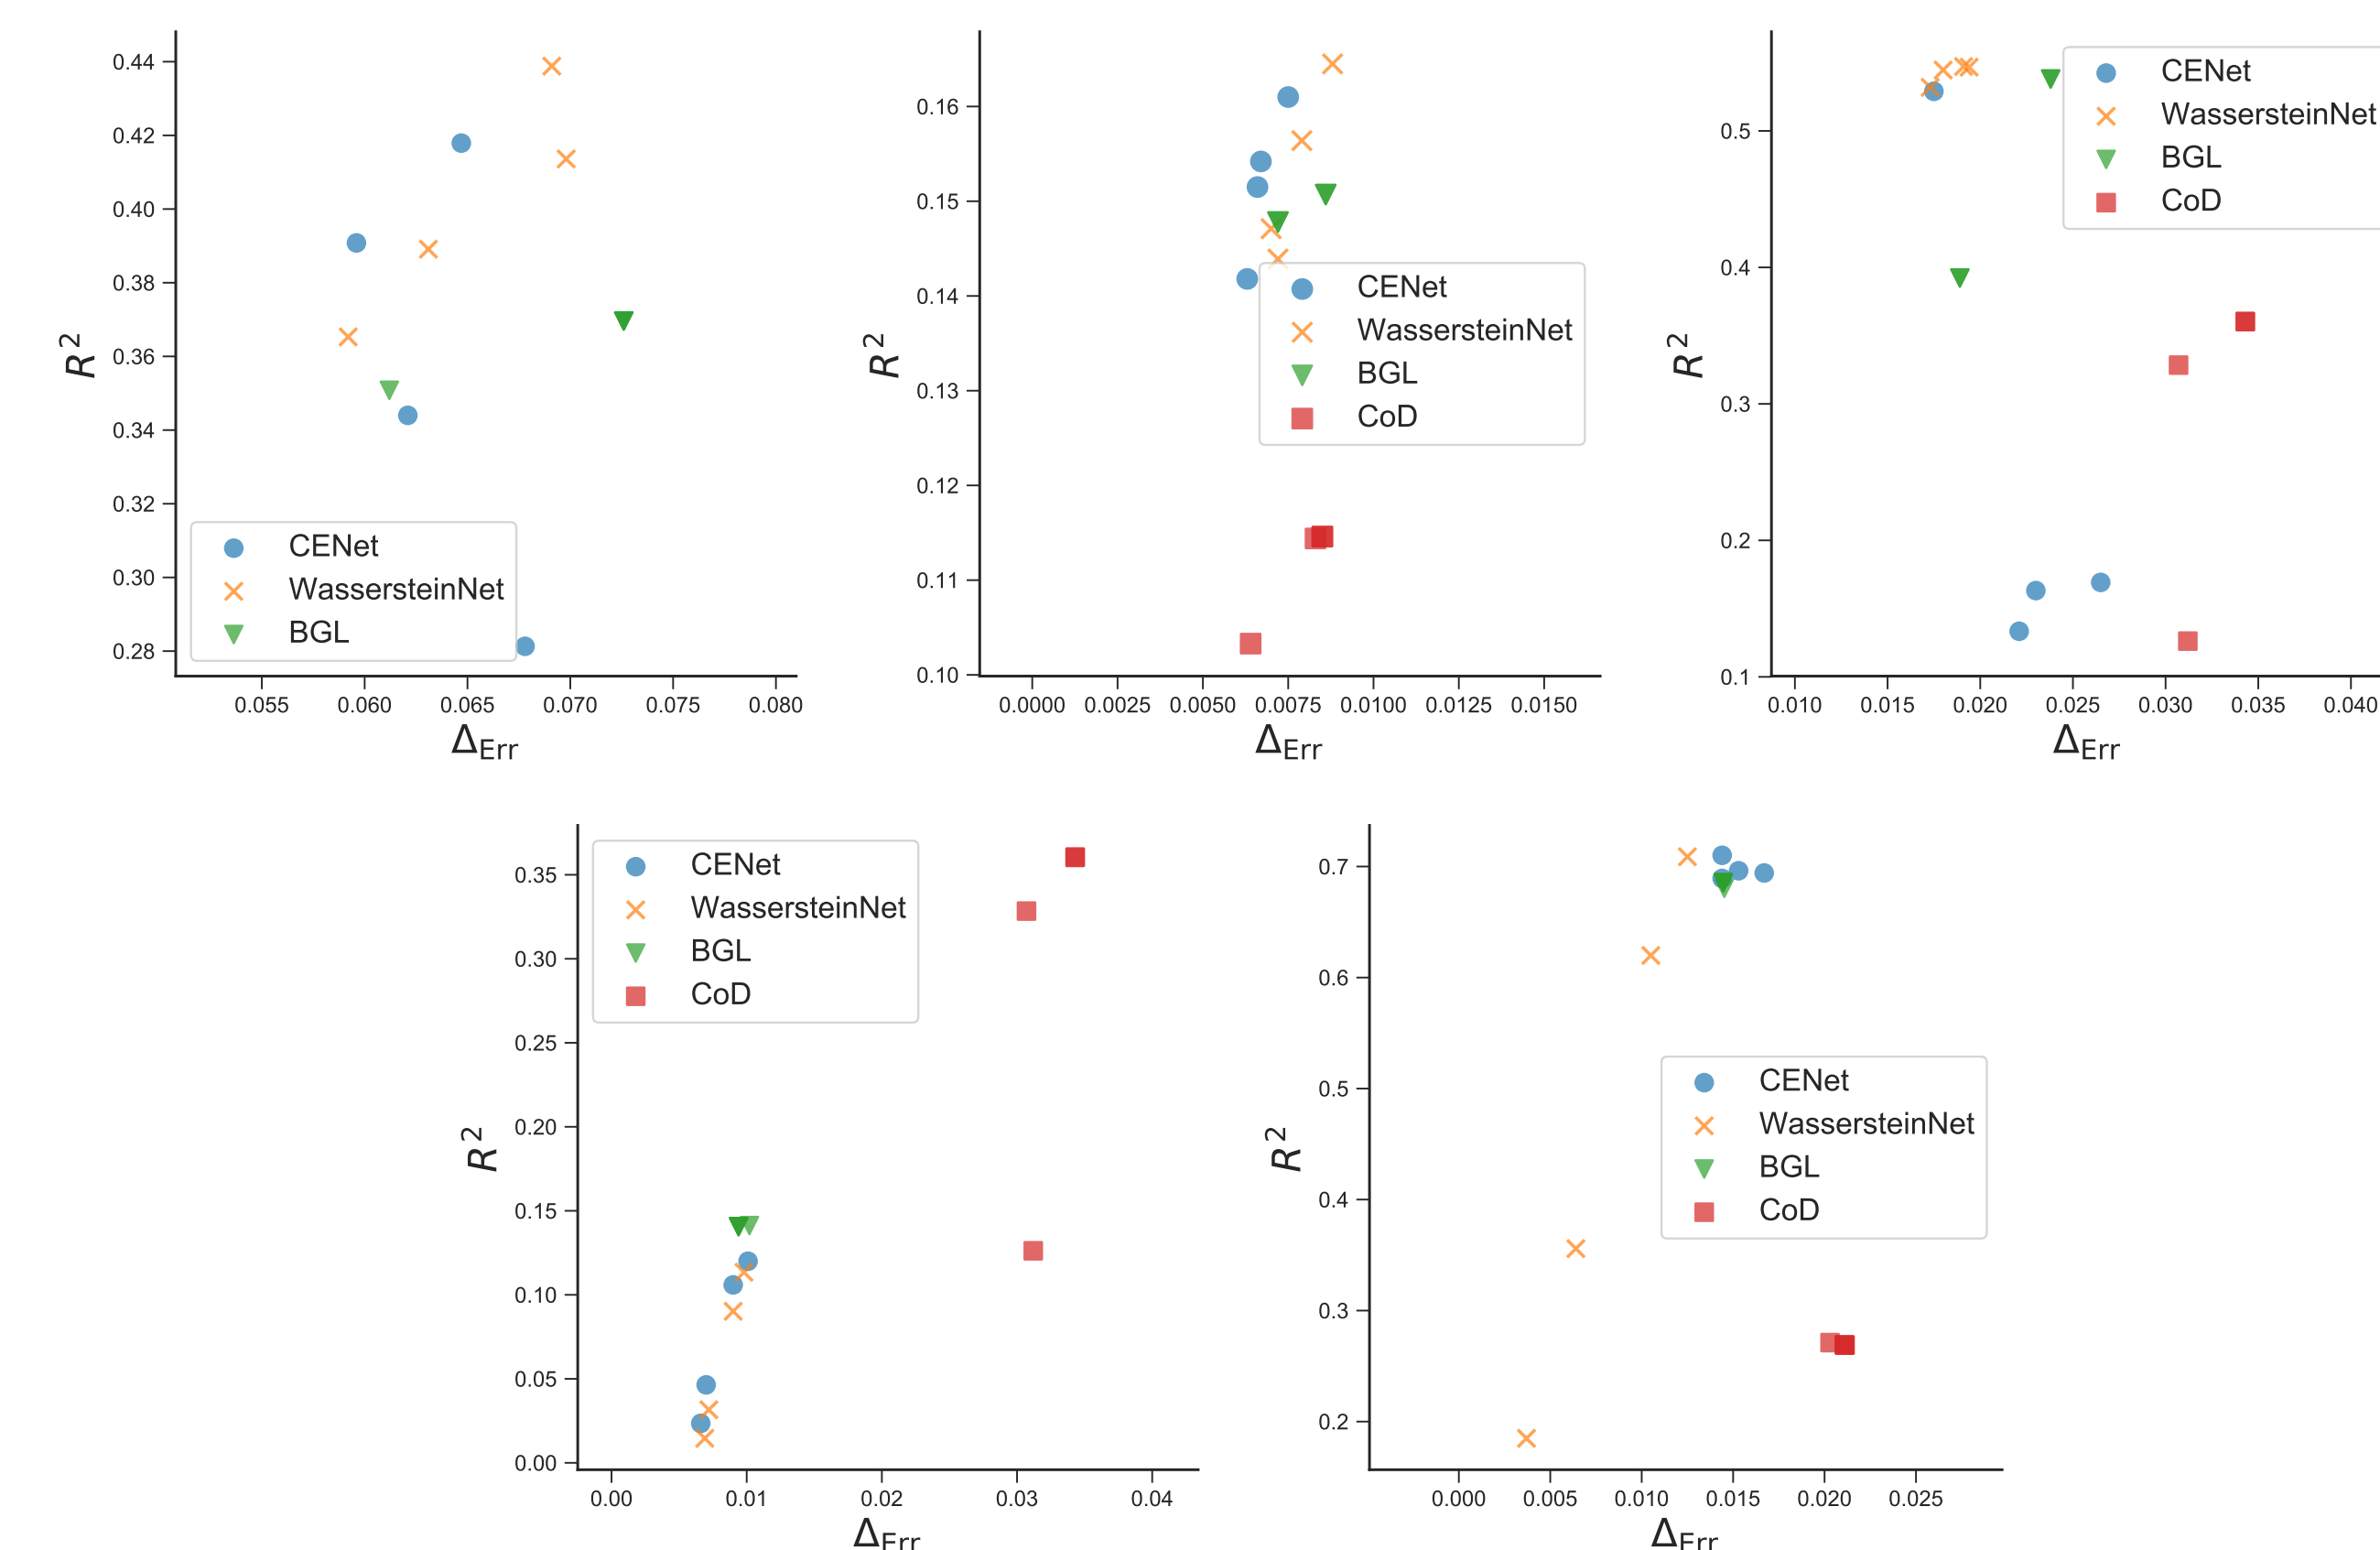 0.44
0.42
0.40
0.38
0.36
0.34
0.32
0.30
0.28
R²
CENet
WassersteinNet
BGL
0.055 0.060 0.065 0.070 0.075 0.080
ΔErr
0.16
0.15
0.14
0.13
0.12
0.11
0.10
R²
CENet
WassersteinNet
BGL
CoD
0.0000 0.0025 0.0050 0.0075 0.0100 0.0125 0.0150
ΔErr
0.5
0.4
0.3
0.2
0.1
R²
CENet
WassersteinNet
BGL
CoD
0.010 0.015 0.020 0.025 0.030 0.035 0.040
ΔErr
0.35
0.30
0.25
0.20
0.15
0.10
0.05
0.00
R²
CENet
WassersteinNet
BGL
CoD
0.00 0.01 0.02 0.03 0.04
ΔErr
0.7
0.6
0.5
0.4
0.3
0.2
R²
CENet
WassersteinNet
BGL
CoD
0.000 0.005 0.010 0.015 0.020 0.025
ΔErr